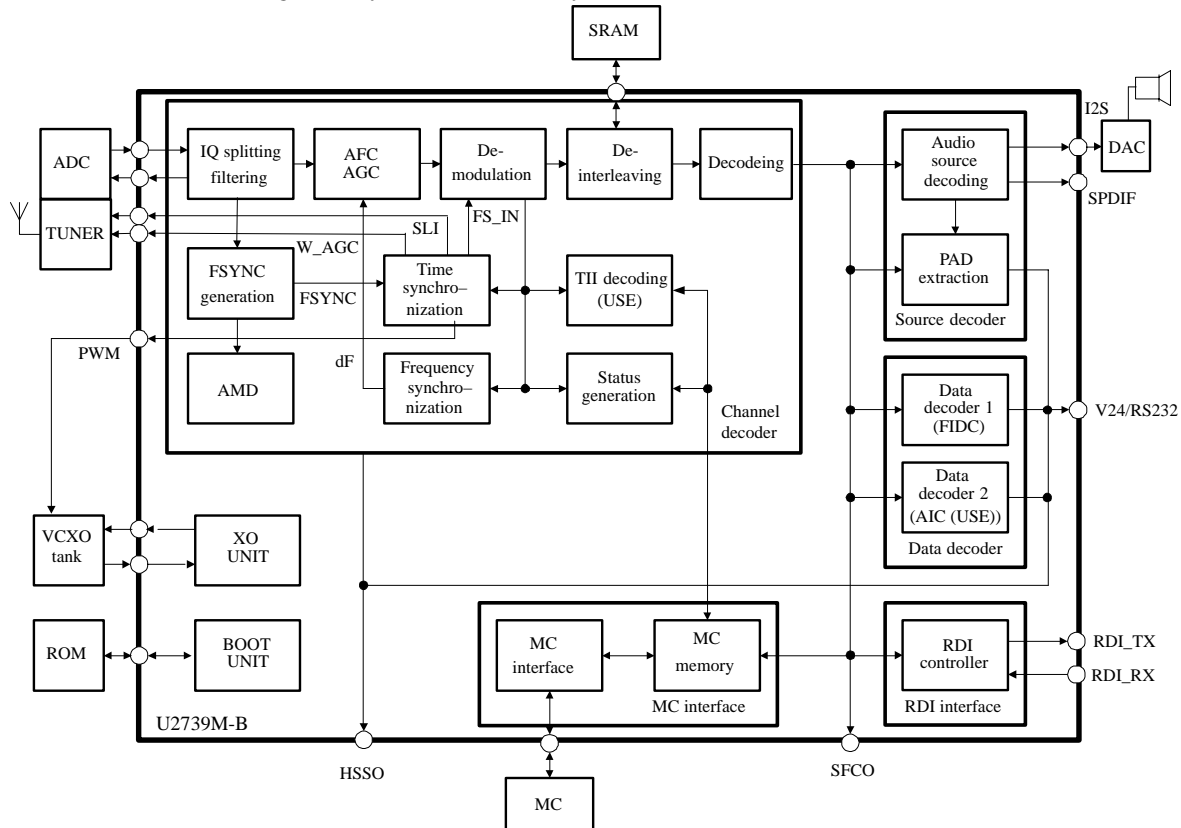 SRAM
I2S
ADC
IQ splitting
filtering
AFC
AGC
De-
modulation
De-
interleaving
Decodeing
Audio
source
decoding
DAC
SPDIF
TUNER
W_AGC
SLI
FS_IN
FSYNC
generation
FSYNC
Time
synchro–
nization
TII decoding
(USE)
PAD
extraction
Source decoder
PWM
dF
AMD
Frequency
synchro–
nization
Status
generation
Channel
decoder
Data
decoder 1
(FIDC)
V24/RS232
Data
decoder 2
(AIC (USE))
Data decoder
VCXO
tank
XO
UNIT
ROM
BOOT
UNIT
MC
interface
MC
memory
MC interface
RDI
controller
RDI interface
RDI_TX
RDI_RX
U2739M-B
HSSO
SFCO
MC